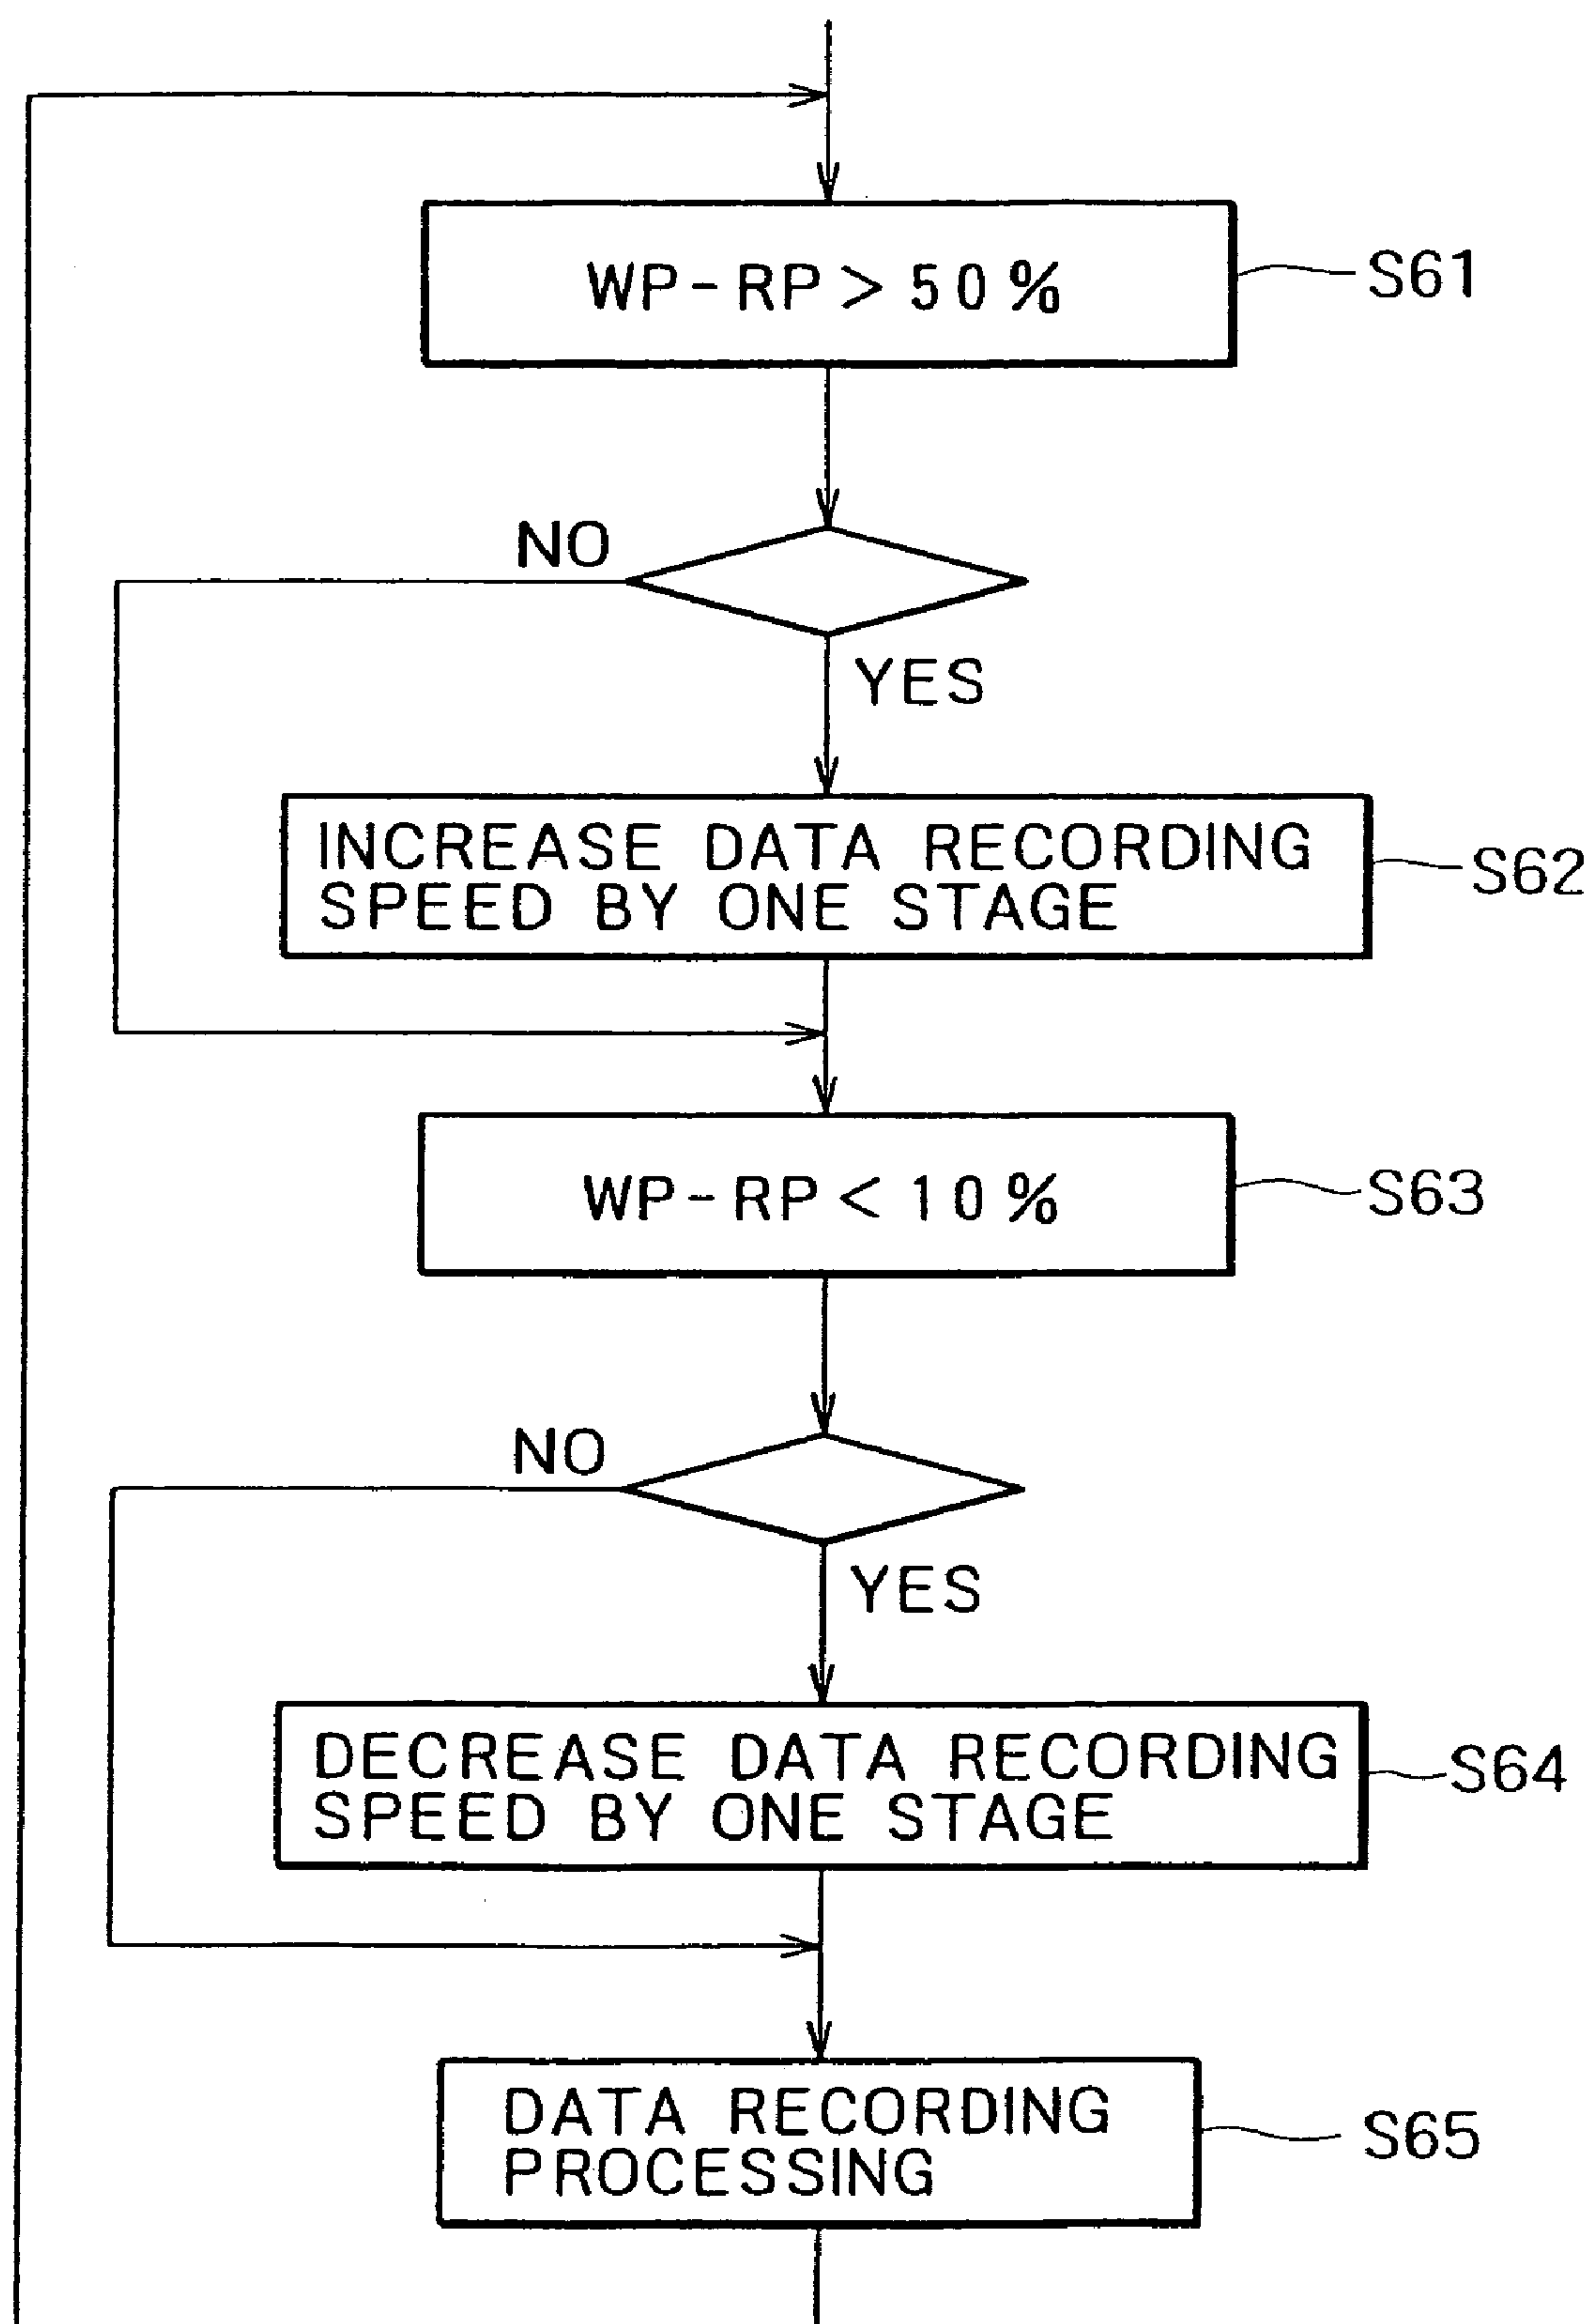 WP-RP > 50%
S61
NO
YES
INCREASE DATA RECORDING
SPEED BY ONE STAGE
S62
WP-RP < 10%
S63
NO
YES
DECREASE DATA RECORDING
SPEED BY ONE STAGE
S64
DATA RECORDING
PROCESSING
S65